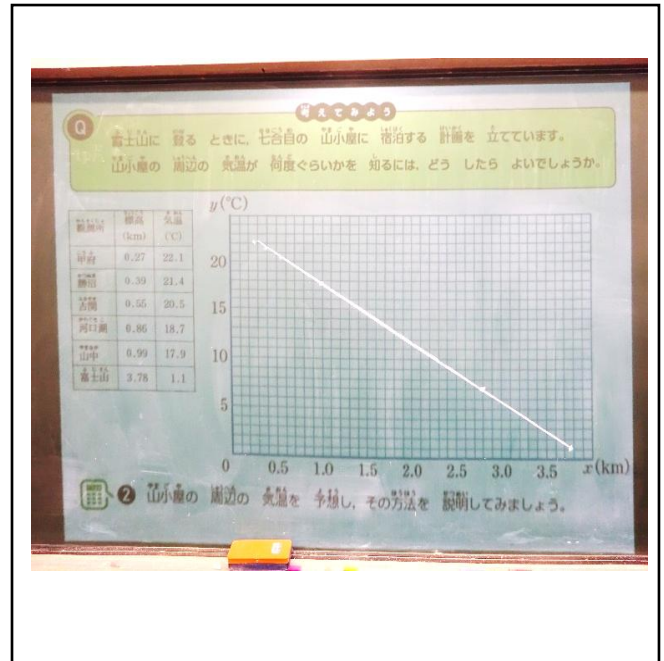 考えてみよう
Q
富士山に 登る ときに、七合目の 山小屋に 宿泊する 計画を 立てています。
山小屋の 周辺の 気温が 何度ぐらいかを 知るには、どう したら よいでしょうか。
観測所 標高(km) 気温(℃)
甲府 0.27 22.1
勝沼 0.39 21.4
古関 0.55 20.5
河口湖 0.86 18.7
山中 0.99 17.9
富士山 3.78 1.1
y(℃)
20
15
10
5
0 0.5 1.0 1.5 2.0 2.5 3.0 3.5 x(km)
2 山小屋の 周辺の 気温を 予想し、その方法を 説明してみましょう。